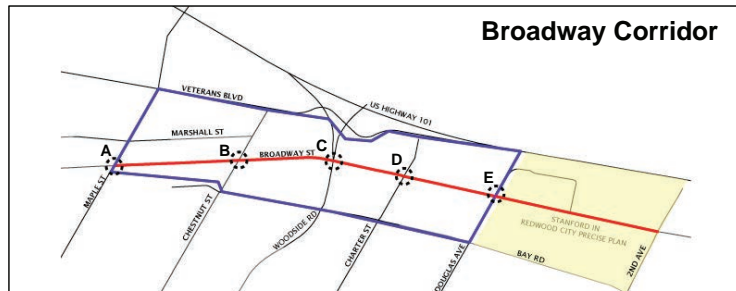 Broadway Corridor
VETERANS BLVD
US HIGHWAY 101
MARSHALL ST
A
B
BROADWAY ST
C
D
E
MAPLE ST
CHESTNUT ST
WOODSIDE RD
CHARTER ST
DOUGLAS AVE
STANFORD IN
REDWOOD CITY PRECISE PLAN
BAY RD
2ND AVE